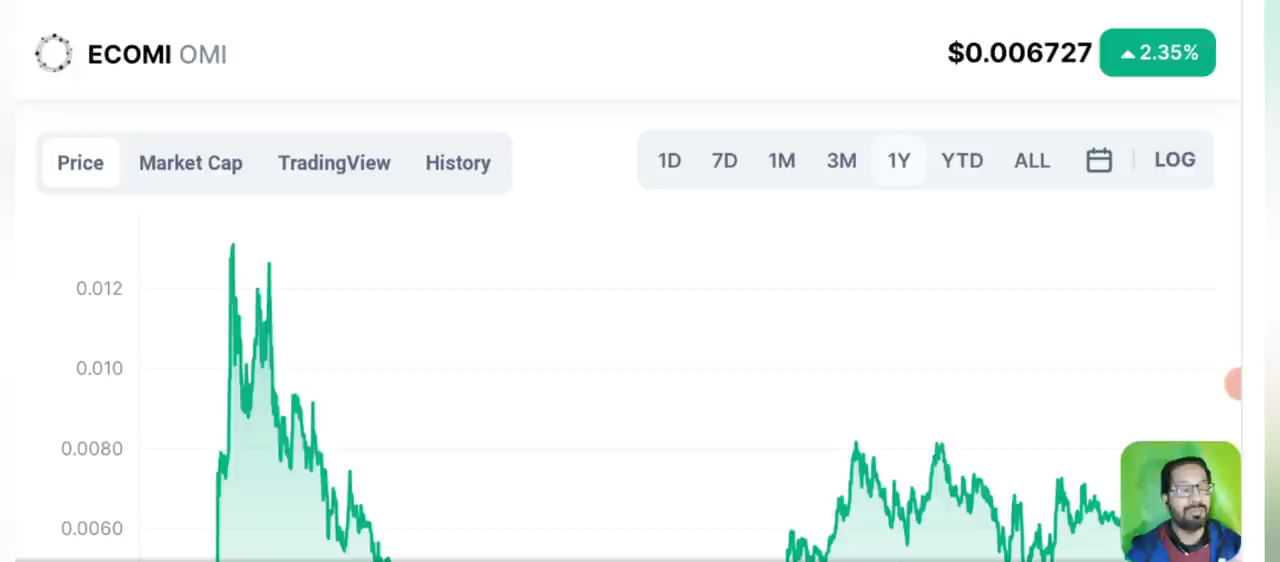 ECOMI OMI $0.006727 2.35%
Price Market Cap TradingView History 1D 7D 1M 3M 1Y YTD ALL LOG
0.012
0.010
0.0080
0.0060